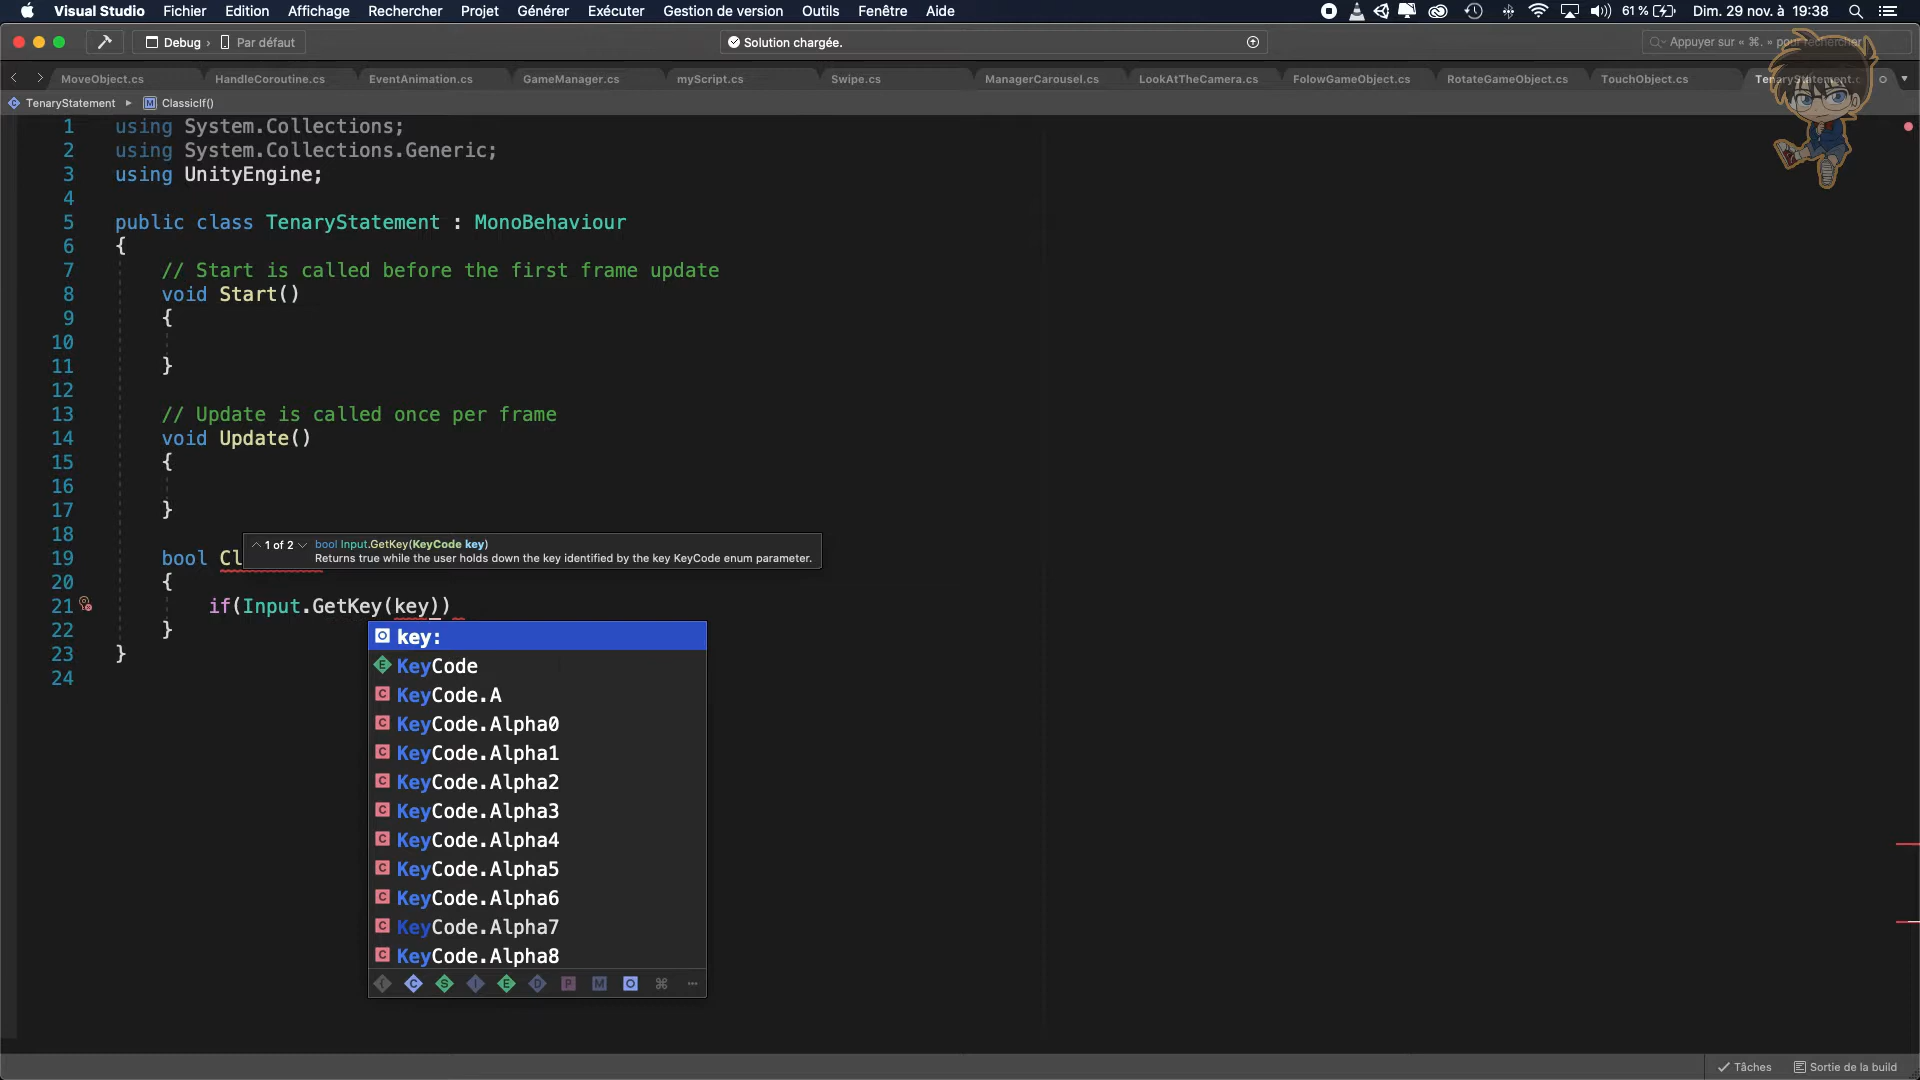 Visual Studio Fichier Edition Affichage Rechercher Projet Générer Exécuter Gestion de version Outils Fenêtre Aide 61 % Dim. 29 nov. à 19:38
Debug › Par défaut Solution chargée. Appuyer sur « ⌘. » pour rechercher
MoveObject.cs HandleCoroutine.cs EventAnimation.cs GameManager.cs myScript.cs Swipe.cs ManagerCarousel.cs LookAtTheCamera.cs FolowGameObject.cs RotateGameObject.cs TouchObject.cs TenaryStatement.c
TenaryStatement ▸ M ClassicIf()
1 using System.Collections;
2 using System.Collections.Generic;
3 using UnityEngine;
4
5 public class TenaryStatement : MonoBehaviour
6 {
7 // Start is called before the first frame update
8 void Start()
9 {
10
11 }
12
13 // Update is called once per frame
14 void Update()
15 {
16
17 }
18
1 of 2 bool Input.GetKey(KeyCode key)
Returns true while the user holds down the key identified by the key KeyCode enum parameter.
19 bool Cl
20 {
21 if(Input.GetKey(key))
22 }
23 }
24
key:
E KeyCode
C KeyCode.A
C KeyCode.Alpha0
C KeyCode.Alpha1
C KeyCode.Alpha2
C KeyCode.Alpha3
C KeyCode.Alpha4
C KeyCode.Alpha5
C KeyCode.Alpha6
C KeyCode.Alpha7
C KeyCode.Alpha8
C S I E D P M O ⌘ ···
Tâches Sortie de la build